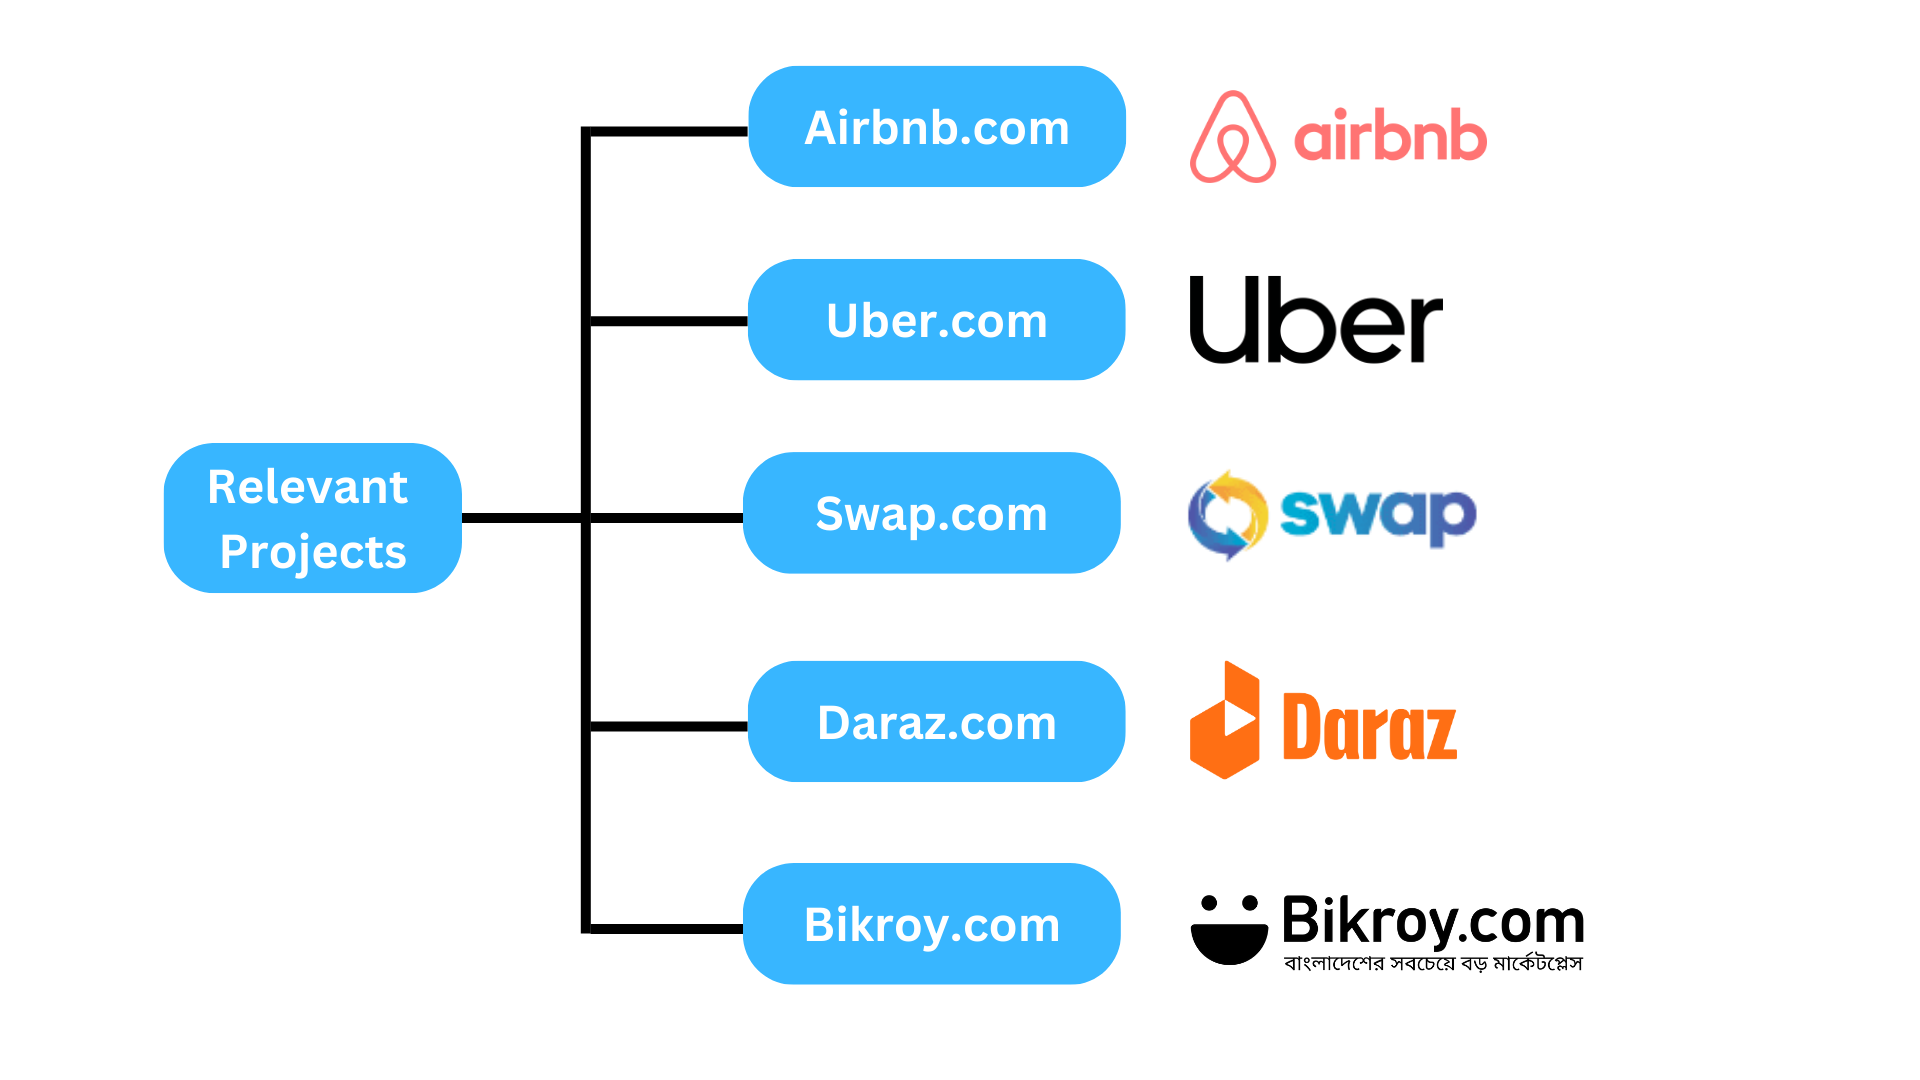 Airbnb.com
airbnb
Uber.com
Uber
Relevant
Projects
Swap.com
swap
Daraz.com
Daraz
Bikroy.com
Bikroy.com
বাংলাদেশের সবচেয়ে বড় মার্কেটপ্লেস